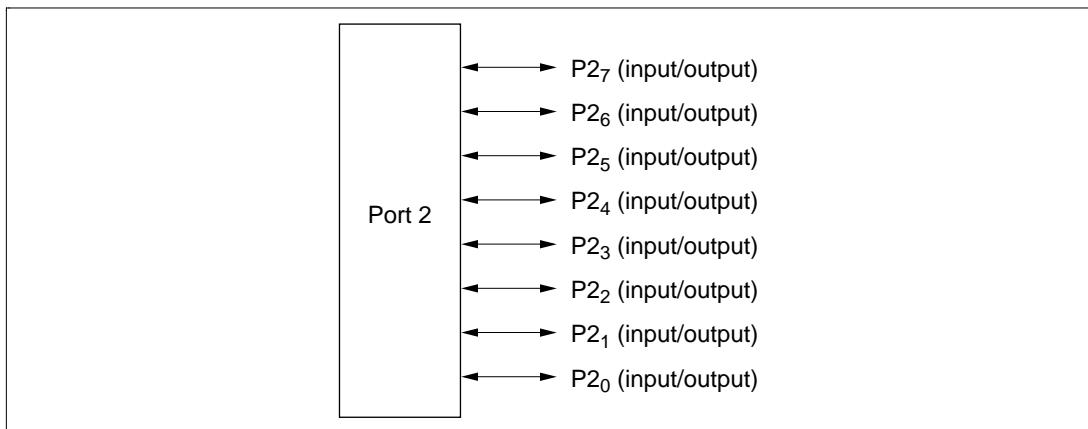 P2₇ (input/output)
P2₆ (input/output)
P2₅ (input/output)
P2₄ (input/output)
Port 2
P2₃ (input/output)
P2₂ (input/output)
P2₁ (input/output)
P2₀ (input/output)